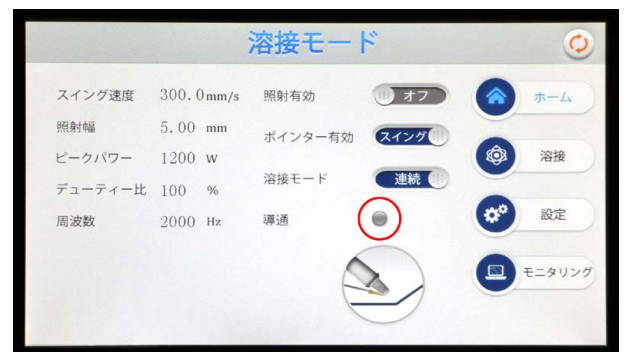 溶接モード
スイング速度 300.0mm/s
照射幅 5.00 mm
ピークパワー 1200 W
デューティー比 100 %
周波数 2000 Hz
照射有効 オフ
ポインター有効 スイング
溶接モード 連続
導通
ホーム
溶接
設定
モニタリング